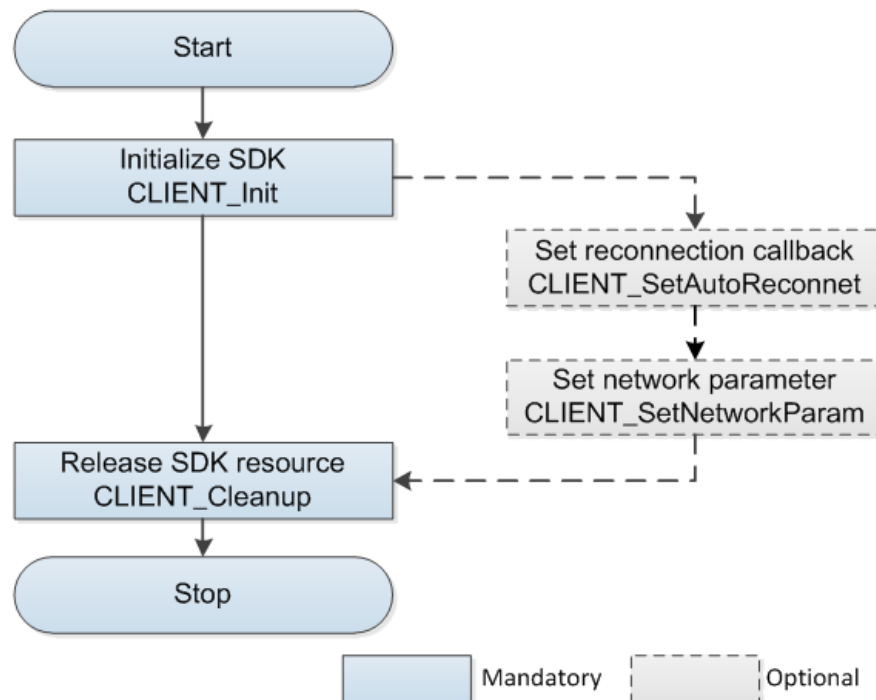 Start
Initialize SDK
CLIENT_Init
Set reconnection callback
CLIENT_SetAutoReconnet
Set network parameter
CLIENT_SetNetworkParam
Release SDK resource
CLIENT_Cleanup
Stop
Mandatory
Optional